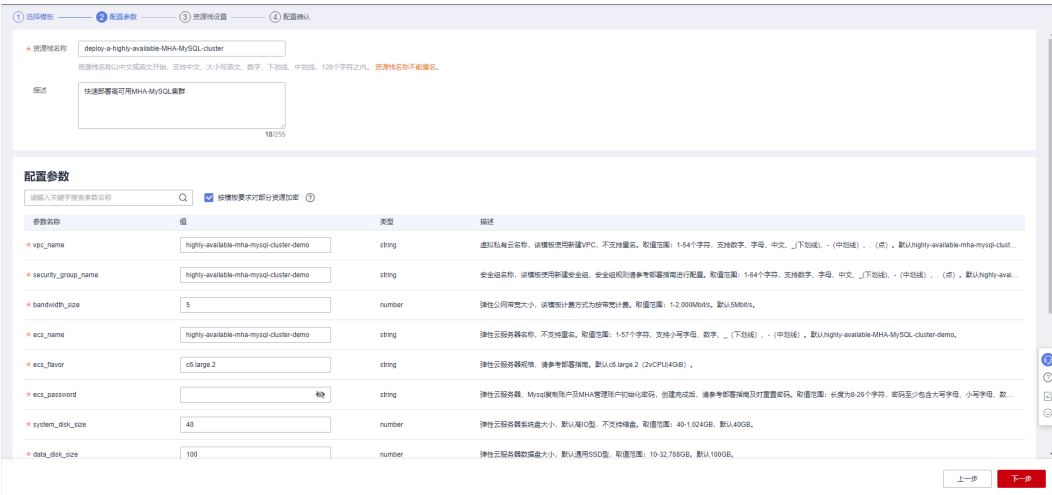 1 选择模板 2 配置参数 3 资源栈设置 4 配置确认
* 资源栈名称 deploy-a-highly-available-MHA-MySQL-cluster
资源栈名称以中文或英文开始，支持中文、大小写英文、数字、下划线、中划线，128个字符之内。 资源栈名称不能重名。
描述 快速部署高可用MHA-MySQL集群
18/255
配置参数
请输入关键字搜索参数名称 按模板要求对部分资源加密 ?
参数名称 值 类型 描述
* vpc_name highly-available-mha-mysql-cluster-demo string 虚拟私有云名称，该模板使用新建VPC，不支持重名。取值范围：1-54个字符，支持数字、字母、中文、_(下划线)、-（中划线）、.（点）。默认highly-available-mha-mysql-clust...
* security_group_name highly-available-mha-mysql-cluster-demo string 安全组名称，该模板使用新建安全组，安全组规则请参考部署指南进行配置。取值范围：1-64个字符，支持数字、字母、中文、_(下划线)、-（中划线）、.（点）。默认highly-avai...
* bandwidth_size 5 number 弹性公网带宽大小，该模板计费方式为按带宽计费。取值范围：1-2,000Mbit/s。默认5Mbit/s。
* ecs_name highly-available-mha-mysql-cluster-demo string 弹性云服务器名称，不支持重名。取值范围：1-57个字符，支持小写字母、数字、_（下划线）、-（中划线）。默认highly-available-MHA-MySQL-cluster-demo。
* ecs_flavor c6.large.2 string 弹性云服务器规格，请参考部署指南。默认c6.large.2（2vCPU|4GiB）。
* ecs_password string 弹性云服务器、Mysql复制账户及MHA管理账户初始化密码，创建完成后，请参考部署指南及时重置密码。取值范围：长度为8-26个字符，密码至少包含大写字母、小写字母、数...
* system_disk_size 40 number 弹性云服务器系统盘大小，默认高IO型，不支持缩盘。取值范围：40-1,024GB，默认40GB。
* data_disk_size 100 number 弹性云服务器数据盘大小，默认通用SSD型，取值范围：10-32,768GB。默认100GB。
上一步 下一步